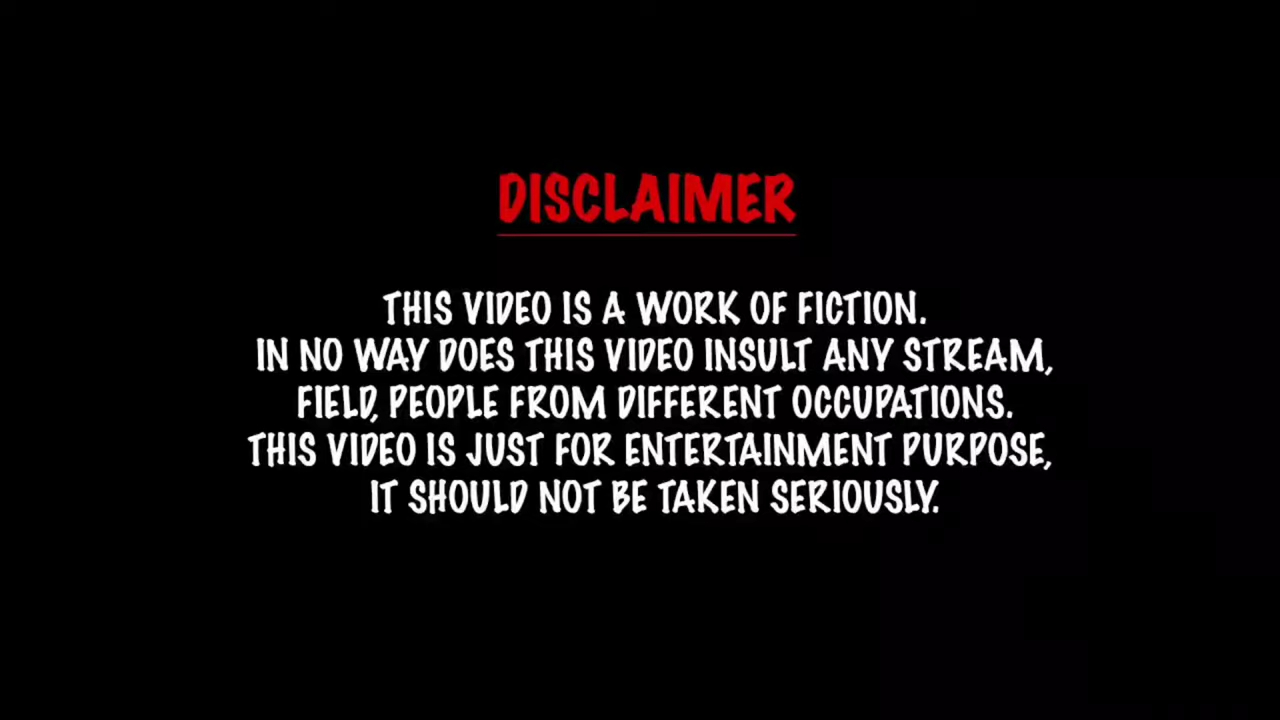 DISCLAIMER
THIS VIDEO IS A WORK OF FICTION.
IN NO WAY DOES THIS VIDEO INSULT ANY STREAM,
FIELD, PEOPLE FROM DIFFERENT OCCUPATIONS.
THIS VIDEO IS JUST FOR ENTERTAINMENT PURPOSE,
IT SHOULD NOT BE TAKEN SERIOUSLY.